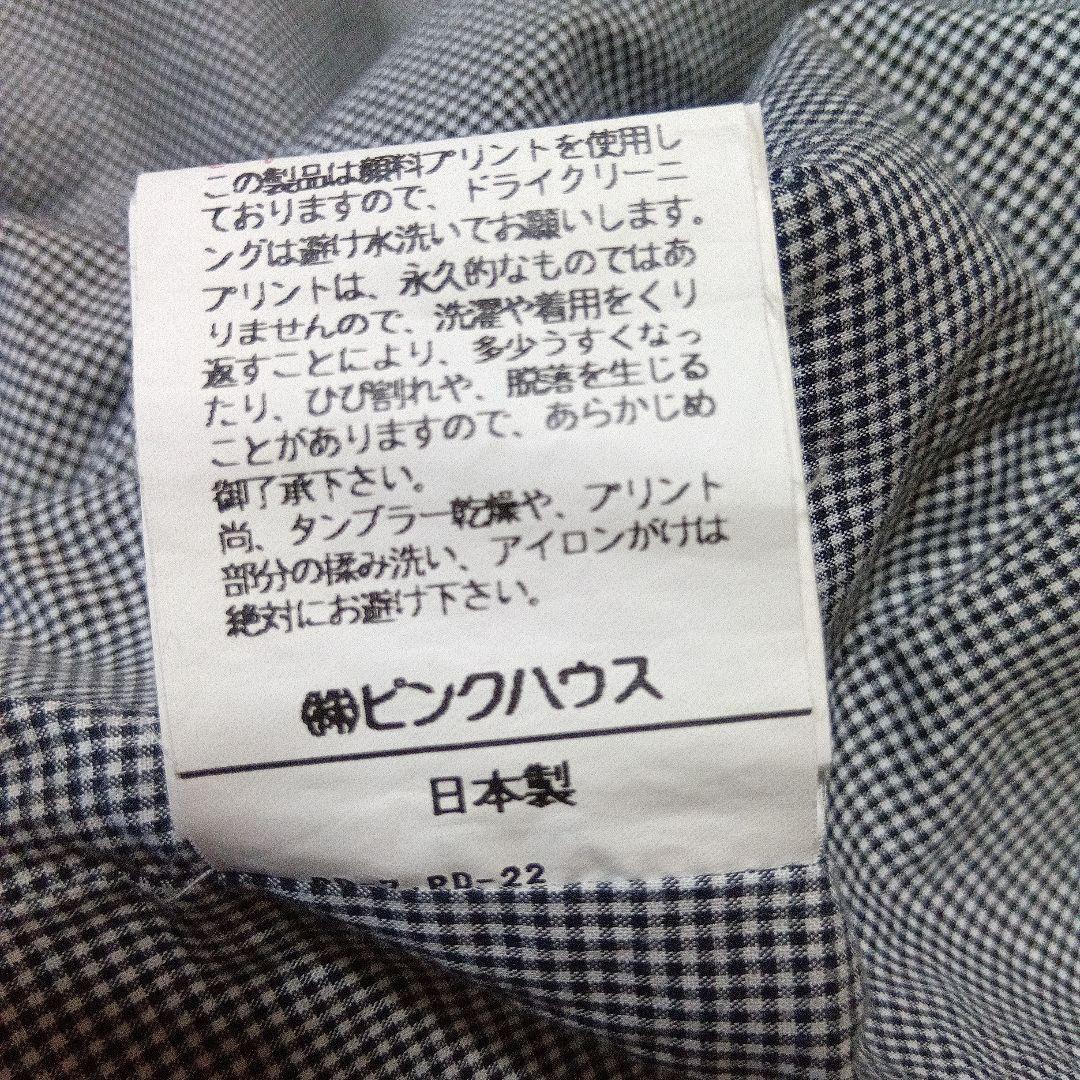 この製品は顔料プリントを使用し
ておりますので、ドライクリーニ
ングは避け水洗いでお願いします。
プリントは、永久的なものではあ
りませんので、洗濯や着用をくり
返すことにより、多少うすくなっ
たり、ひび割れや、脱落を生じる
ことがありますので、あらかじめ
御了承下さい。
尚、タンブラー乾燥や、プリント
部分の揉み洗い、アイロンがけは
絶対にお避け下さい。
㈱ピンクハウス
日本製
RD-22